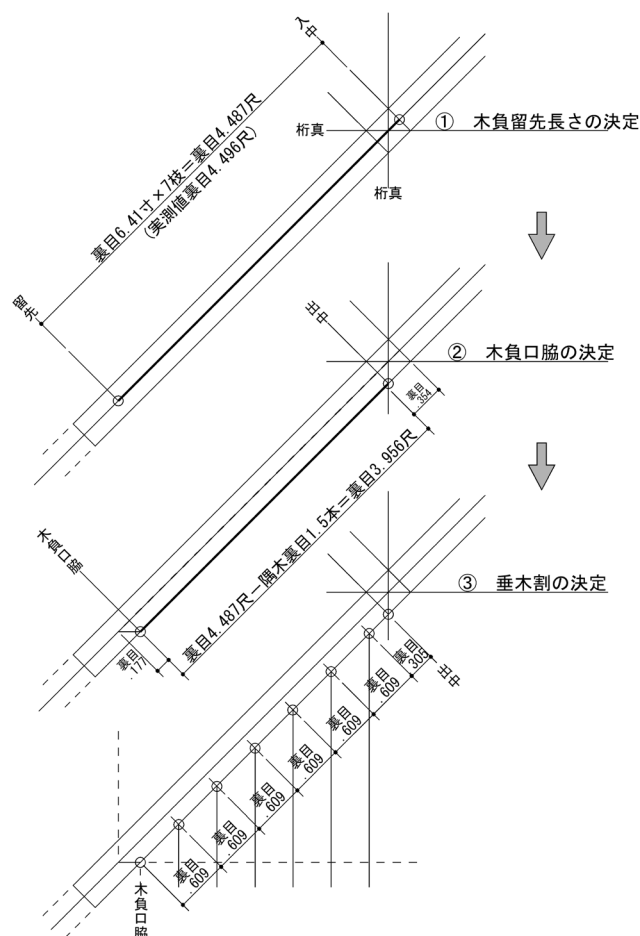 入中
裏目6.41寸×7枝＝裏目4.487尺
(実測値裏目4.496尺)
桁真
① 木負留先長さの決定
桁真
留先
出中
② 木負口脇の決定
裏目
.354
裏目4.487尺－隅木裏目1.5本＝裏目3.956尺
木負口脇
裏目
.177
③ 垂木割の決定
裏目
.305
出中
裏目
.609
裏目
.609
裏目
.609
裏目
.609
裏目
.609
裏目
.609
木負口脇